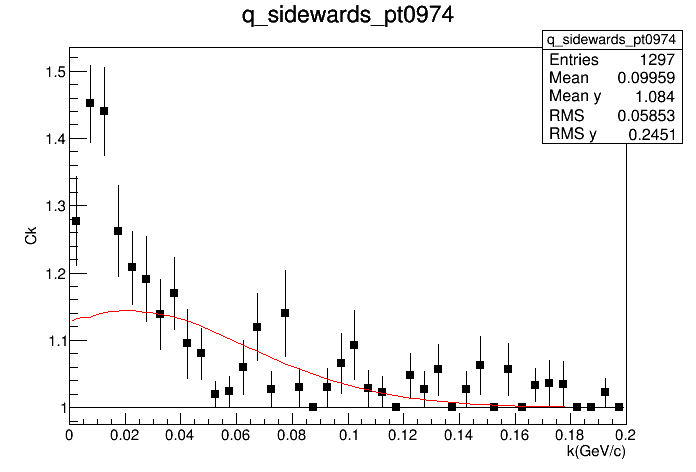 q_sidewards_pt0974
q_sidewards_pt0974
Entries 1297
Mean 0.09959
Mean y 1.084
RMS 0.05853
RMS y 0.2451
1.5
1.4
1.3
1.2
1.1
1
Ck
0 0.02 0.04 0.06 0.08 0.1 0.12 0.14 0.16 0.18 0.2
k(GeV/c)